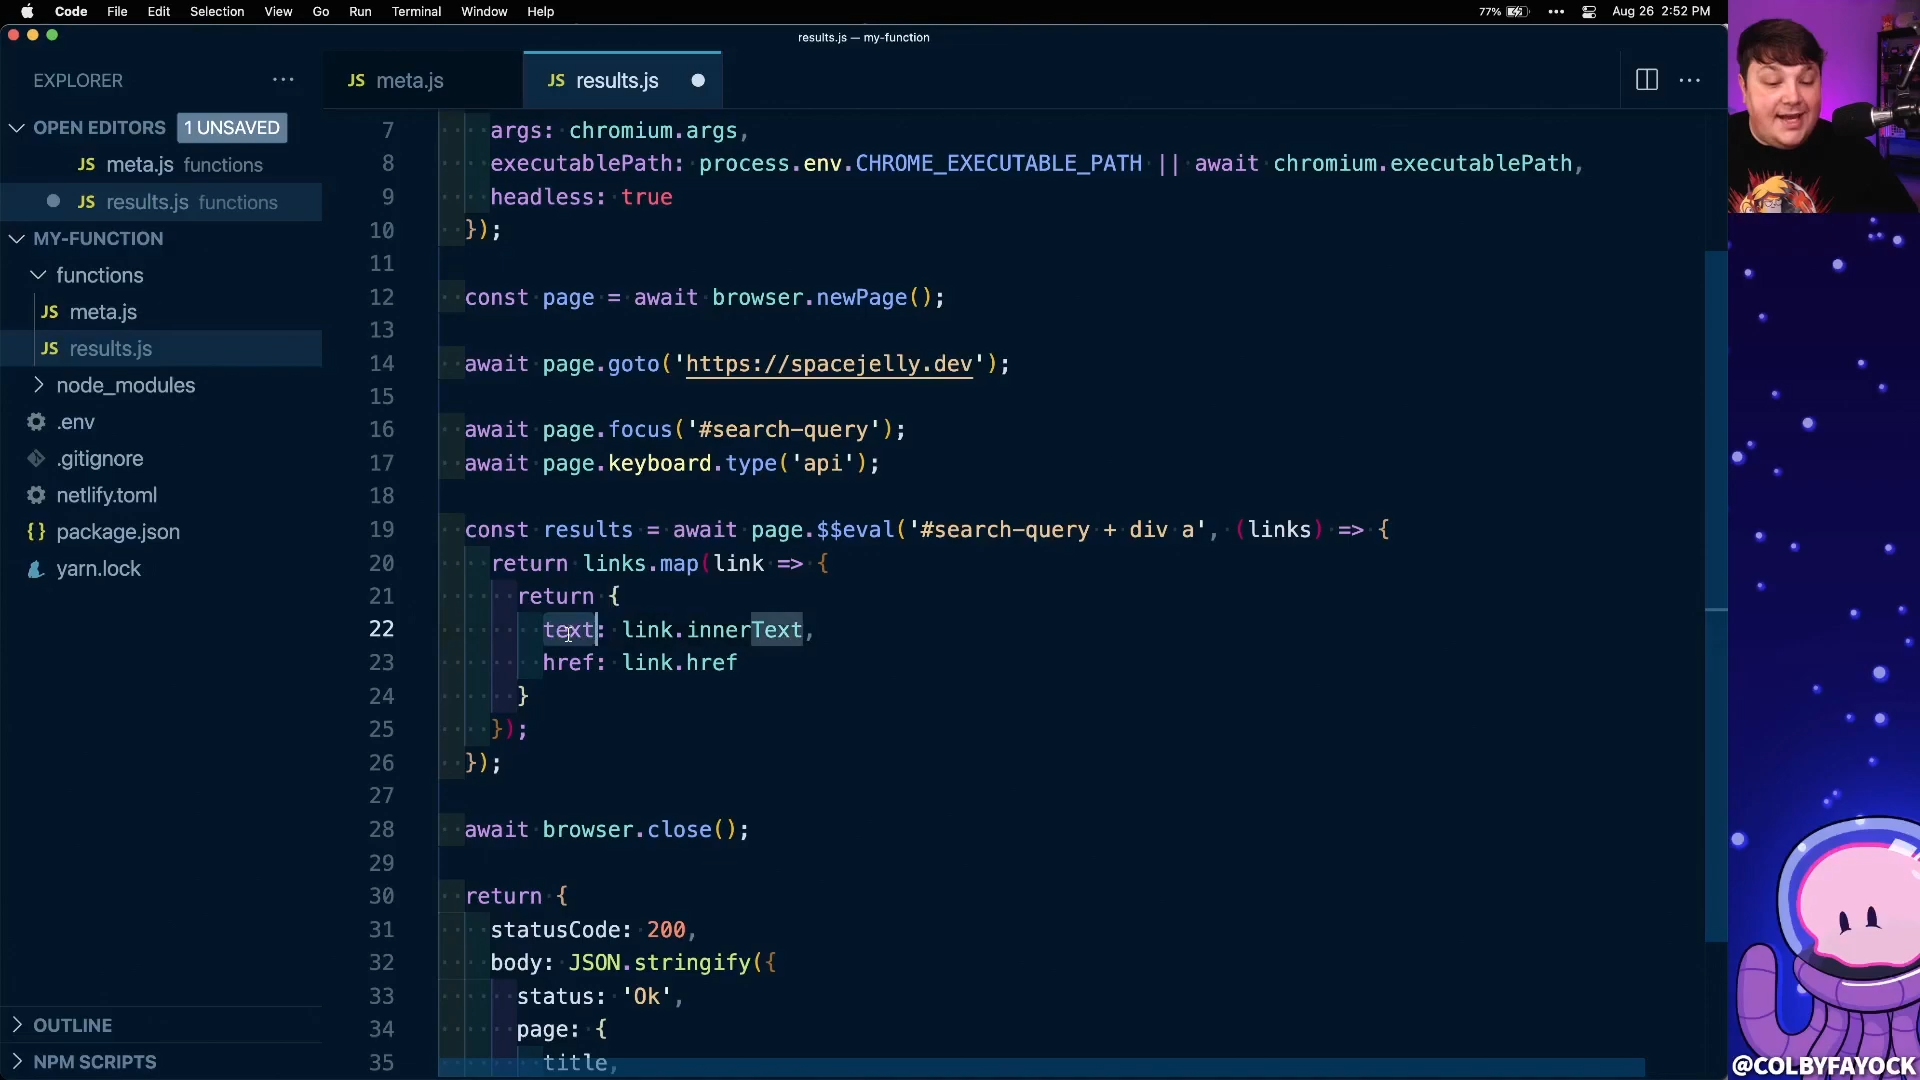 Code File Edit Selection View Go Run Terminal Window Help 77% Aug 26 2:52 PM
results.js — my-function
EXPLORER
JS meta.js
JS results.js
OPEN EDITORS 1 UNSAVED
JS meta.js functions
JS results.js functions
MY-FUNCTION
functions
JS meta.js
JS results.js
node_modules
.env
.gitignore
netlify.toml
{} package.json
yarn.lock
OUTLINE
NPM SCRIPTS
7 args: chromium.args,
8 executablePath: process.env.CHROME_EXECUTABLE_PATH || await chromium.executablePath,
9 headless: true
10 });
11
12 const page = await browser.newPage();
13
14 await page.goto('https://spacejelly.dev');
15
16 await page.focus('#search-query');
17 await page.keyboard.type('api');
18
19 const results = await page.$$eval('#search-query + div a', (links) => {
20 return links.map(link => {
21 return {
22 text: link.innerText,
23 href: link.href
24 }
25 });
26 });
27
28 await browser.close();
29
30 return {
31 statusCode: 200,
32 body: JSON.stringify({
33 status: 'Ok',
34 page: {
35 title,
@COLBYFAYOCK